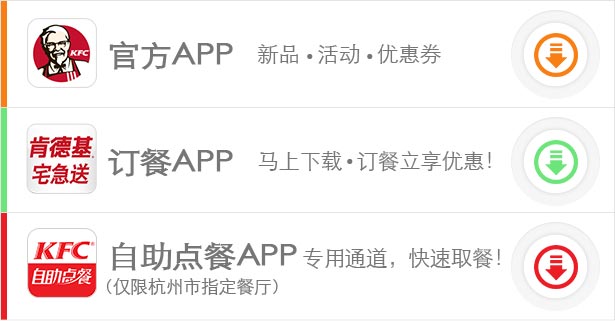 KFC
官方APP 新品•活动•优惠券
肯德基
宅急送
订餐APP 马上下载•订餐立享优惠!
KFC
自助点餐
自助点餐APP 专用通道，快速取餐!
(仅限杭州市指定餐厅)